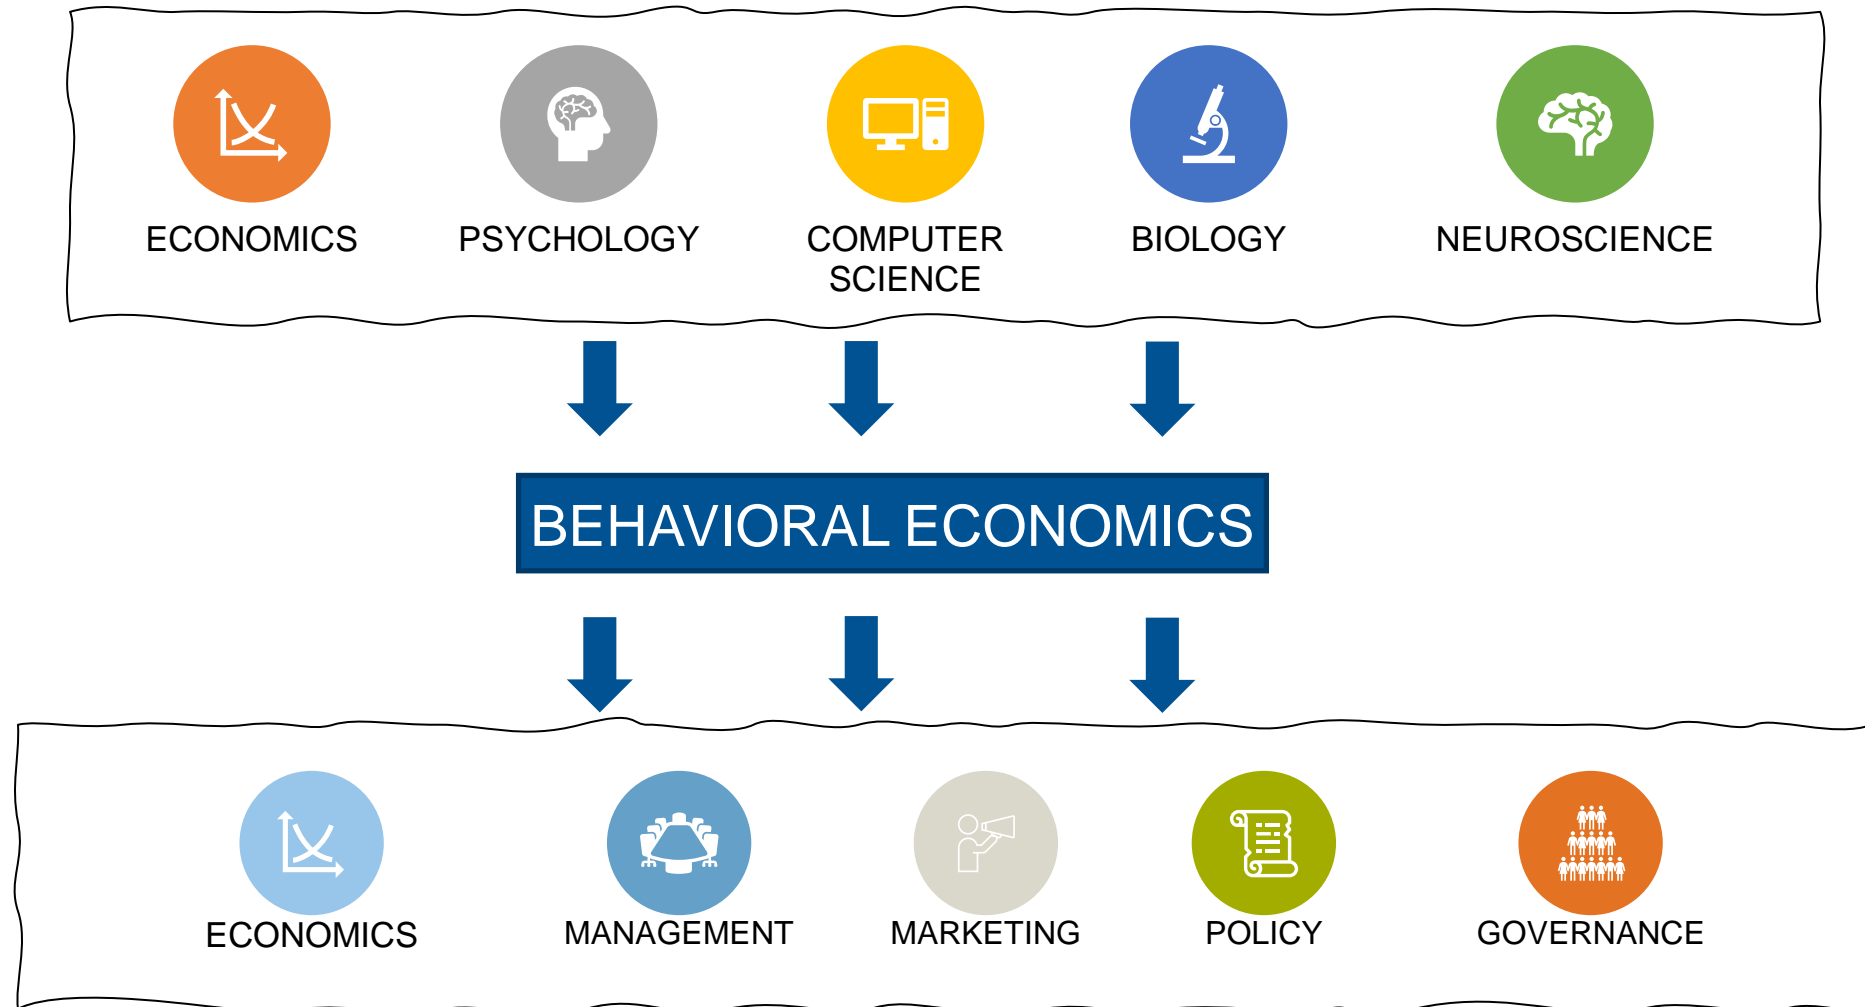 ECONOMICS
PSYCHOLOGY
COMPUTER
SCIENCE
BIOLOGY
NEUROSCIENCE
BEHAVIORAL ECONOMICS
ECONOMICS
MANAGEMENT
MARKETING
POLICY
GOVERNANCE